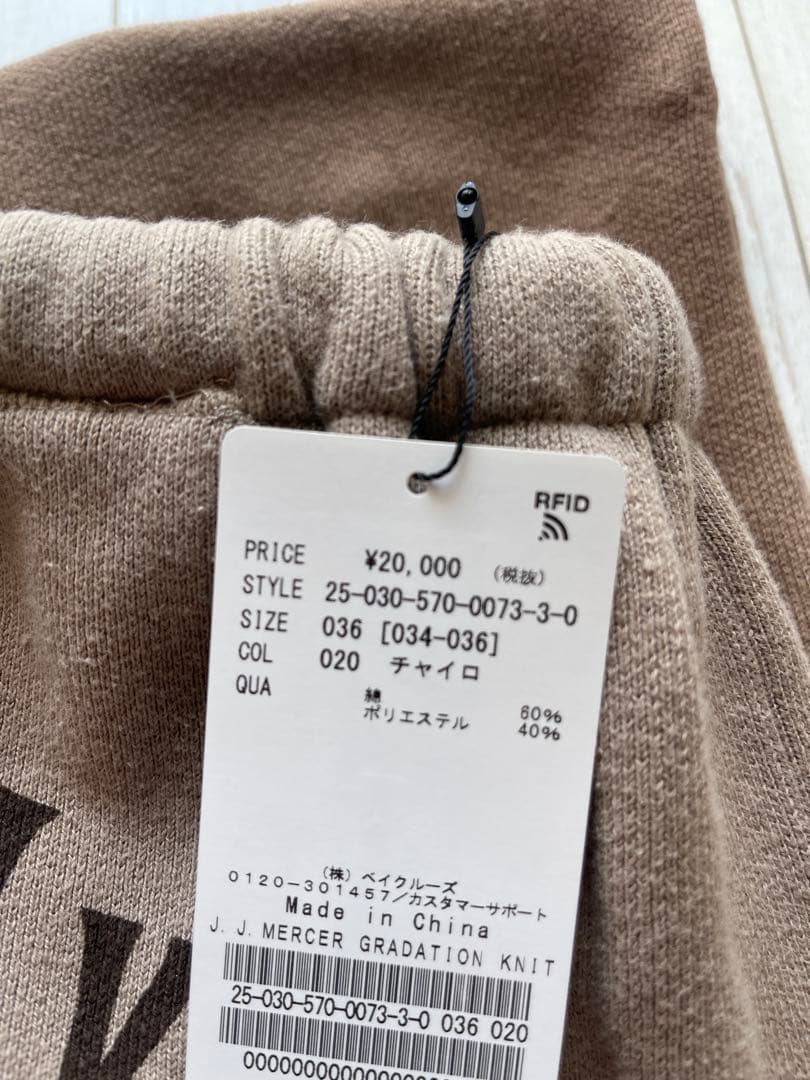 RFID
PRICE ¥20,000 (税抜)
STYLE 25-030-570-0073-3-0
SIZE 036 [034-036]
COL 020 チャイロ
QUA 綿 60%
ポリエステル 40%
(株) ベイクルーズ
0120-301457/カスタマーサポート
Made in China
J.J.MERCER GRADATION KNIT
25-030-570-0073-3-0 036 020